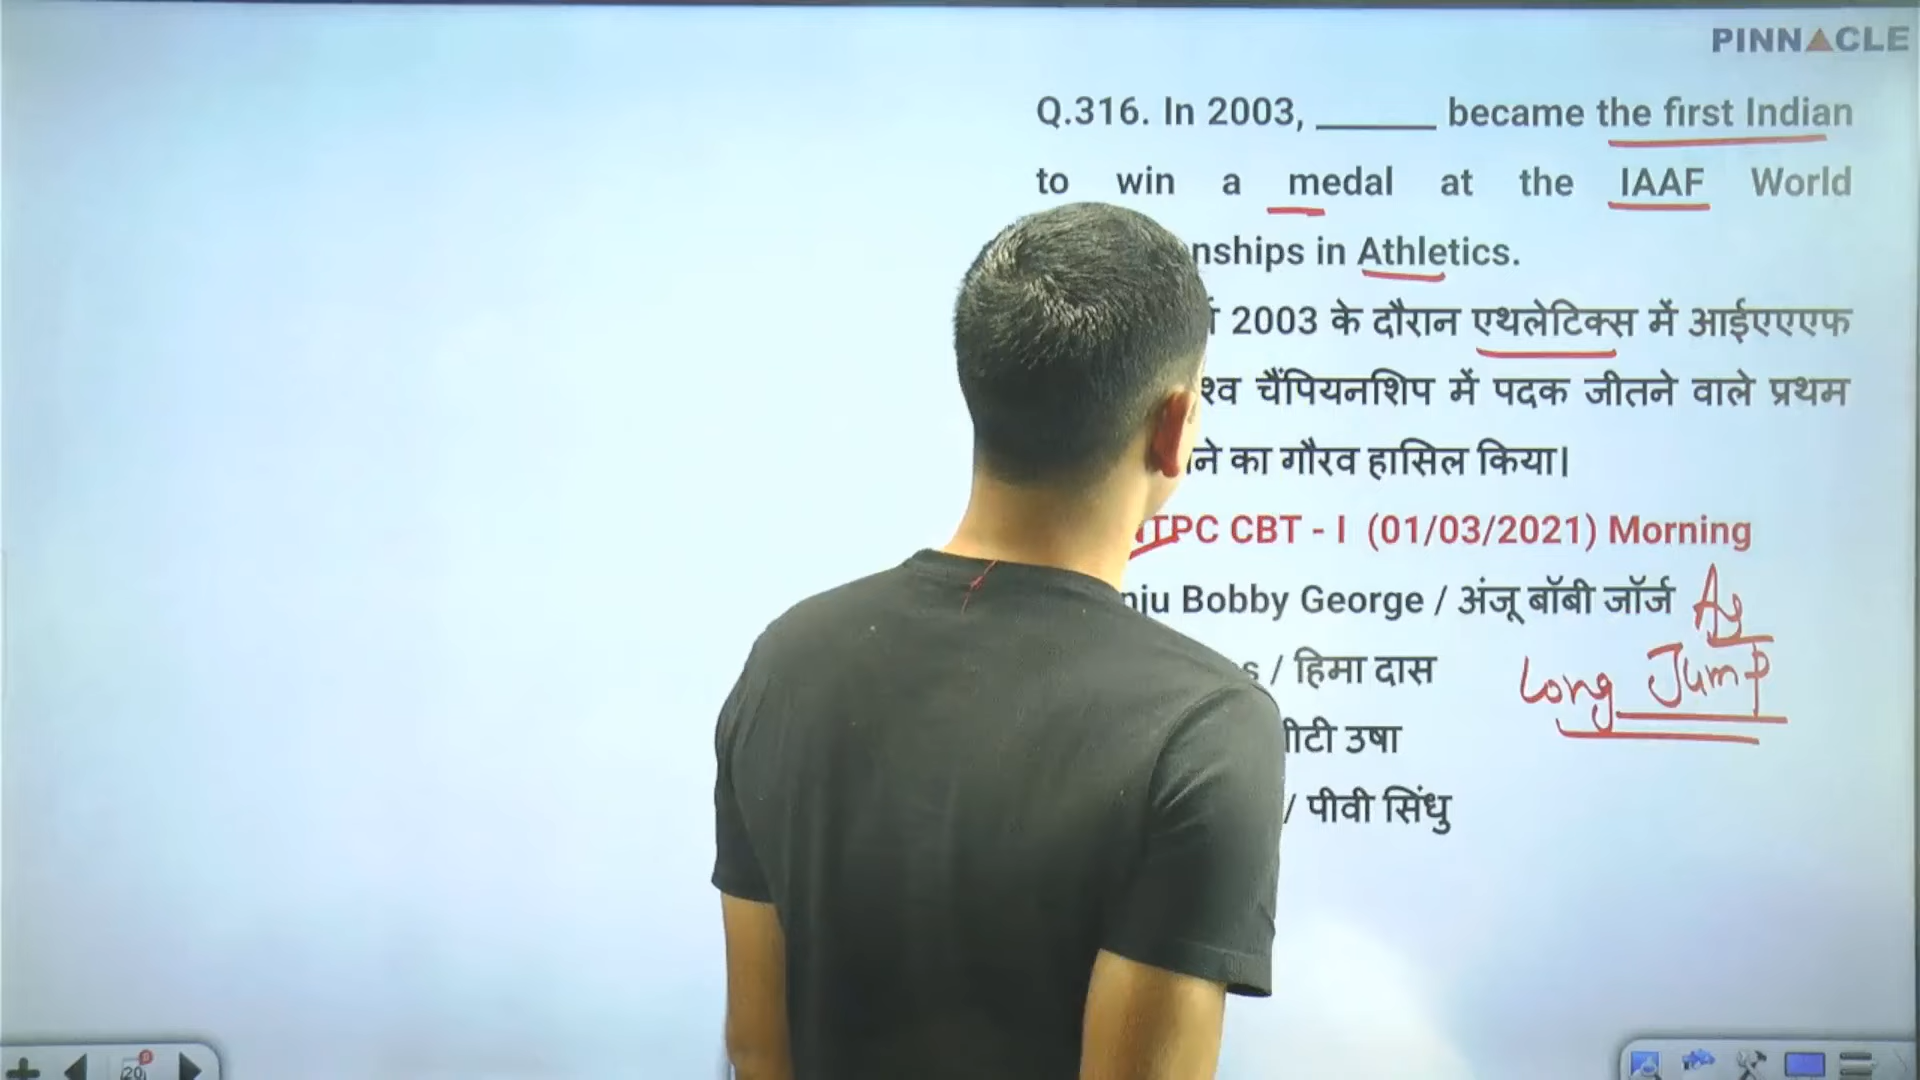 PINNACLE
Q.316. In 2003, ______ became the first Indian
to win a medal at the IAAF World
nships in Athletics.
2003 के दौरान एथलेटिक्स में आईएएएफ
श्व चैंपियनशिप में पदक जीतने वाले प्रथम
ने का गौरव हासिल किया।
TPC CBT - I (01/03/2021) Morning
nju Bobby George / अंजू बॉबी जॉर्ज
s / हिमा दास
Long Jump
ीटी उषा
/ पीवी सिंधु
20